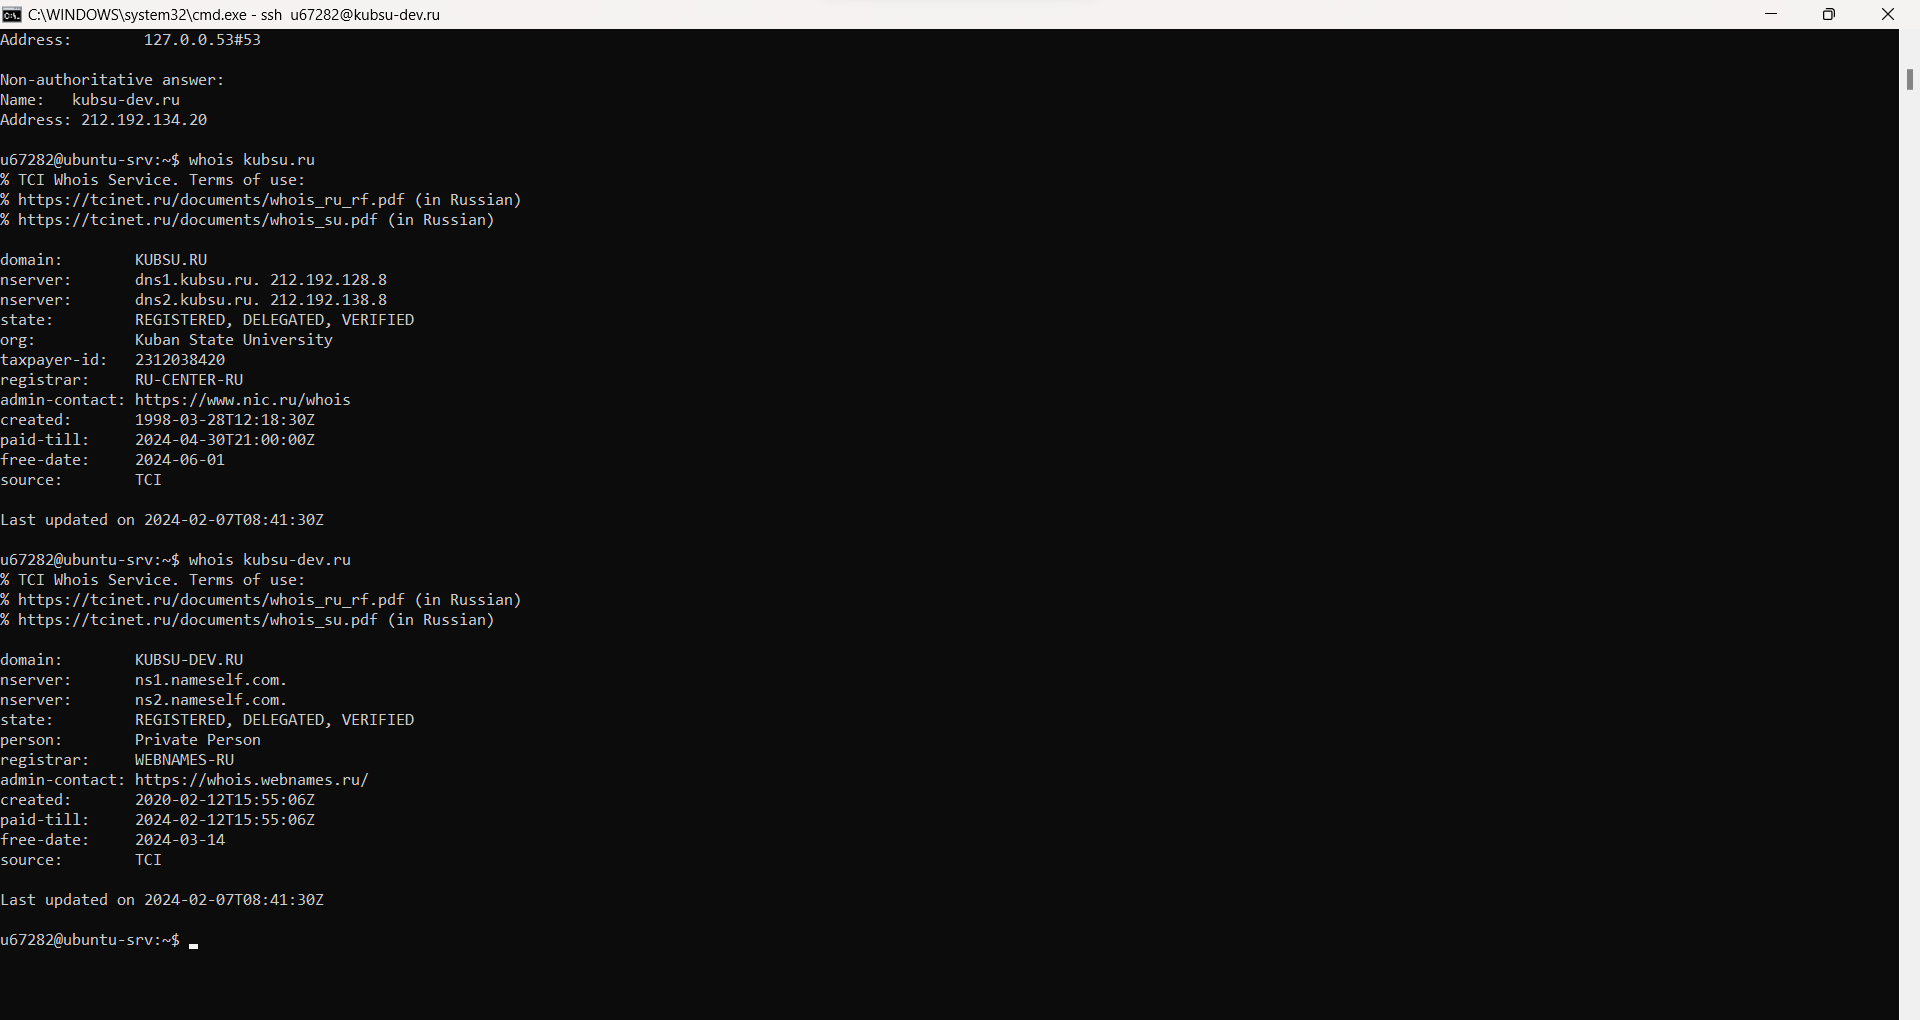 C:\WINDOWS\system32\cmd.exe - ssh  u67282@kubsu-dev.ru
Address:        127.0.0.53#53
Non-authoritative answer:
Name:   kubsu-dev.ru
Address: 212.192.134.20
u67282@ubuntu-srv:~$ whois kubsu.ru
% TCI Whois Service. Terms of use:
% https://tcinet.ru/documents/whois_ru_rf.pdf (in Russian)
% https://tcinet.ru/documents/whois_su.pdf (in Russian)
domain:        KUBSU.RU
nserver:       dns1.kubsu.ru. 212.192.128.8
nserver:       dns2.kubsu.ru. 212.192.138.8
state:         REGISTERED, DELEGATED, VERIFIED
org:           Kuban State University
taxpayer-id:   2312038420
registrar:     RU-CENTER-RU
admin-contact: https://www.nic.ru/whois
created:       1998-03-28T12:18:30Z
paid-till:     2024-04-30T21:00:00Z
free-date:     2024-06-01
source:        TCI
Last updated on 2024-02-07T08:41:30Z
u67282@ubuntu-srv:~$ whois kubsu-dev.ru
% TCI Whois Service. Terms of use:
% https://tcinet.ru/documents/whois_ru_rf.pdf (in Russian)
% https://tcinet.ru/documents/whois_su.pdf (in Russian)
domain:        KUBSU-DEV.RU
nserver:       ns1.nameself.com.
nserver:       ns2.nameself.com.
state:         REGISTERED, DELEGATED, VERIFIED
person:        Private Person
registrar:     WEBNAMES-RU
admin-contact: https://whois.webnames.ru/
created:       2020-02-12T15:55:06Z
paid-till:     2024-02-12T15:55:06Z
free-date:     2024-03-14
source:        TCI
Last updated on 2024-02-07T08:41:30Z
u67282@ubuntu-srv:~$